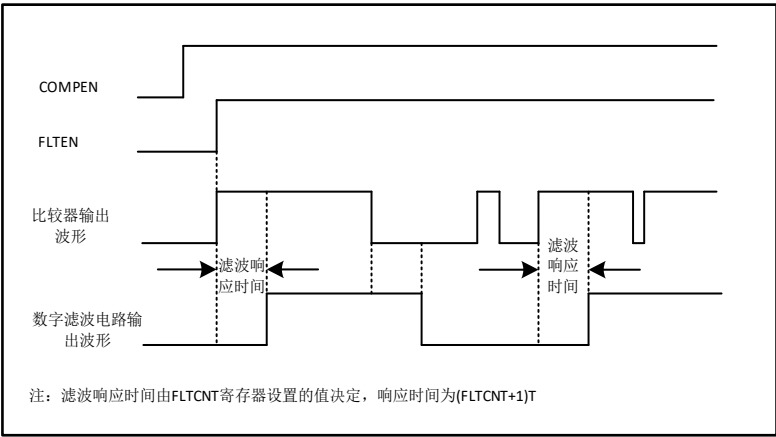 COMPEN
FLTEN
比较器输出
波形
滤波响
应时间
滤波
响应
时间
数字滤波电路输
出波形
注：滤波响应时间由FLTCNT寄存器设置的值决定，响应时间为(FLTCNT+1)T